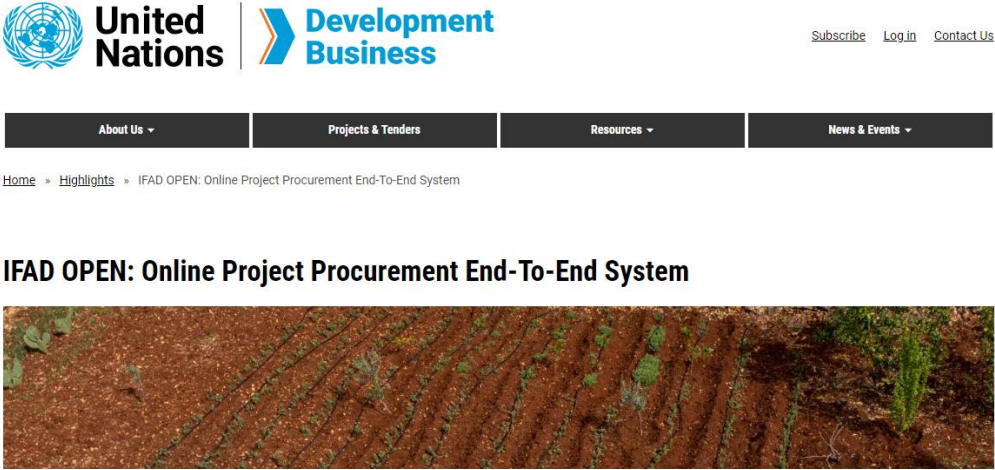 United
Nations
Development
Business
Subscribe Log in Contact Us
About Us Projects & Tenders Resources News & Events
Home » Highlights » IFAD OPEN: Online Project Procurement End-To-End System
IFAD OPEN: Online Project Procurement End-To-End System